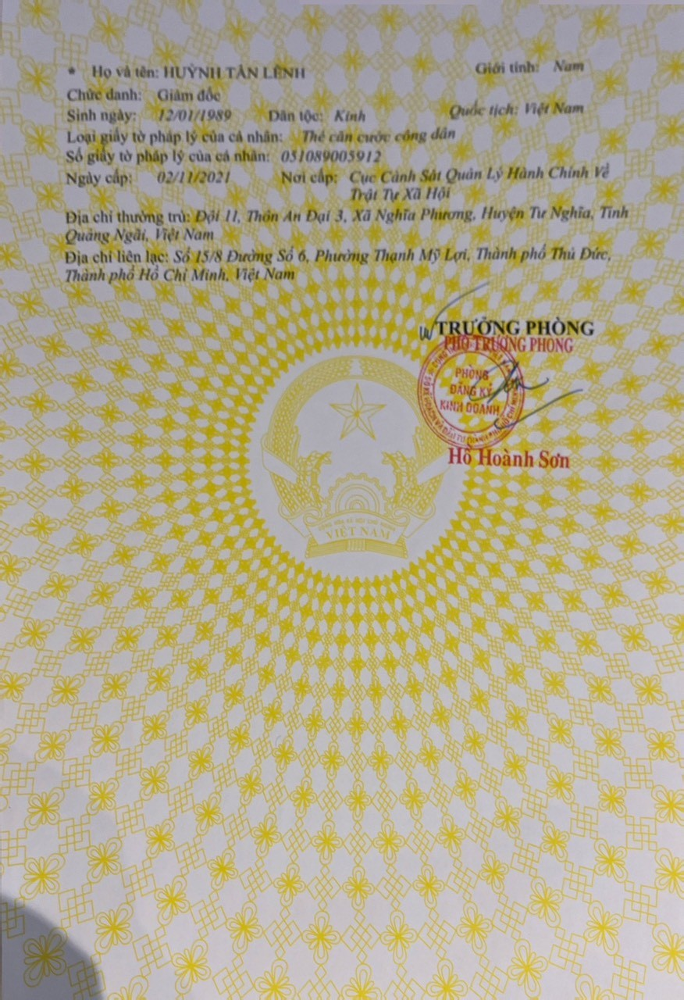 * Họ và tên: HUỲNH TẤN LÊNH Giới tính: Nam
Chức danh: Giám đốc
Sinh ngày: 12/01/1989 Dân tộc: Kinh Quốc tịch: Việt Nam
Loại giấy tờ pháp lý của cá nhân: Thẻ căn cước công dân
Số giấy tờ pháp lý của cá nhân: 051089005912
Ngày cấp: 02/11/2021 Nơi cấp: Cục Cảnh Sát Quản Lý Hành Chính Về
Trật Tự Xã Hội
Địa chỉ thường trú: Đội 11, Thôn An Đại 3, Xã Nghĩa Phương, Huyện Tư Nghĩa, Tỉnh
Quảng Ngãi, Việt Nam
Địa chỉ liên lạc: Số 15/8 Đường Số 6, Phường Thạnh Mỹ Lợi, Thành phố Thủ Đức,
Thành phố Hồ Chí Minh, Việt Nam
TRƯỞNG PHÒNG
PHÓ TRƯỞNG PHÒNG
PHÒNG
ĐĂNG KÝ
KINH DOANH
Hồ Hoành Sơn
VIỆT NAM